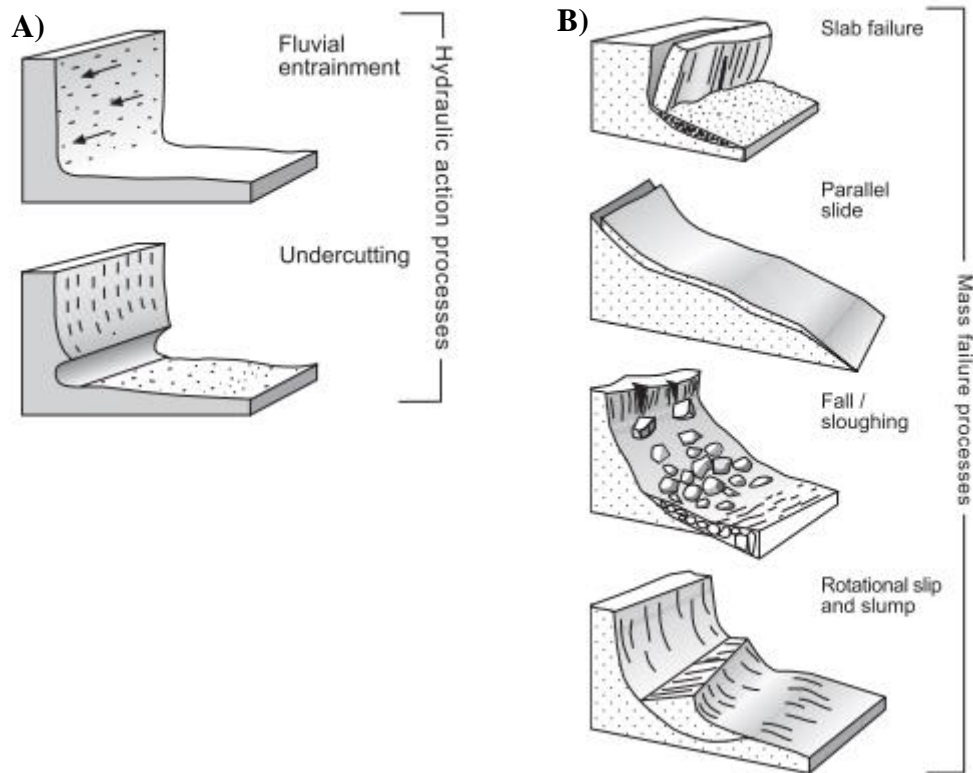 A)
Fluvial
entrainment
Undercutting
Hydraulic action processes
B)
Slab failure
Parallel
slide
Fall /
sloughing
Rotational slip
and slump
Mass failure processes